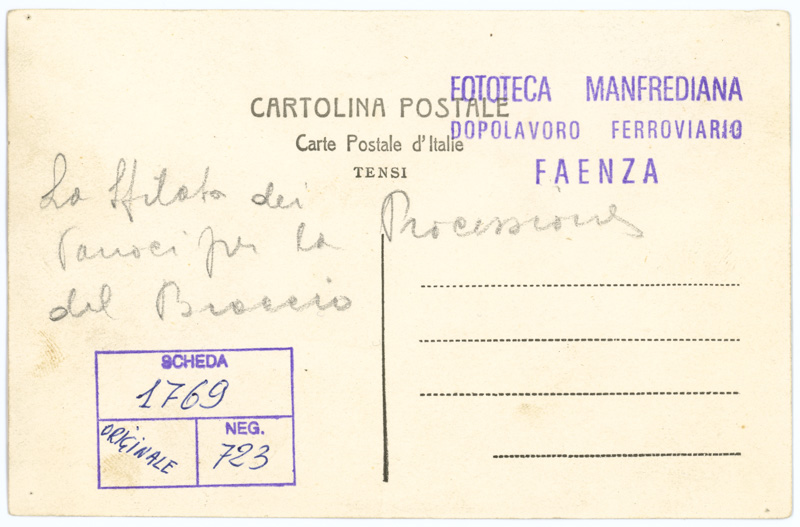 FOTOTECA MANFREDIANA
CARTOLINA POSTALE
DOPOLAVORO FERROVIARIO
Carte Postale d'Italie
FAENZA
TENSI
La Sfilata dei
Parroci per la Processione
del Braccio
SCHEDA
1769
ORIGINALE
NEG.
723